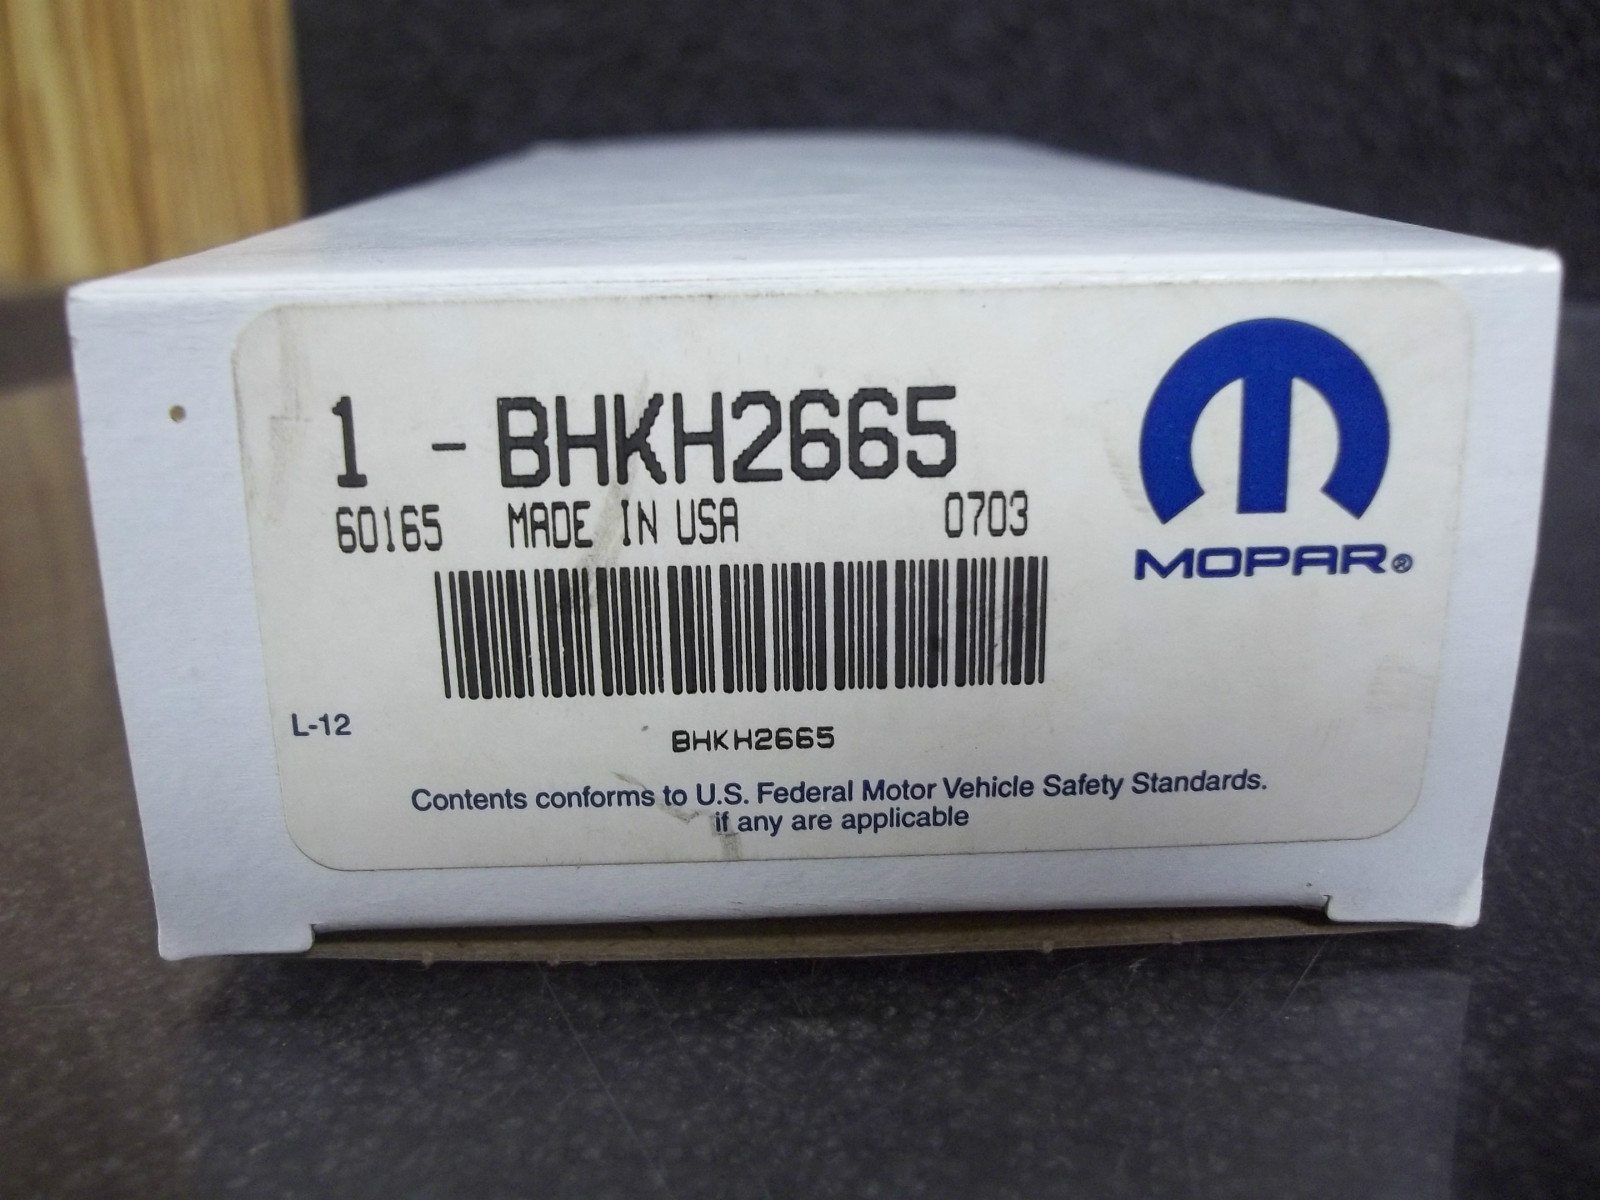 1 - BHKH2665
60165 MADE IN USA 0703
MOPAR®
L-12
BHKH2665
Contents conforms to U.S. Federal Motor Vehicle Safety Standards.
if any are applicable